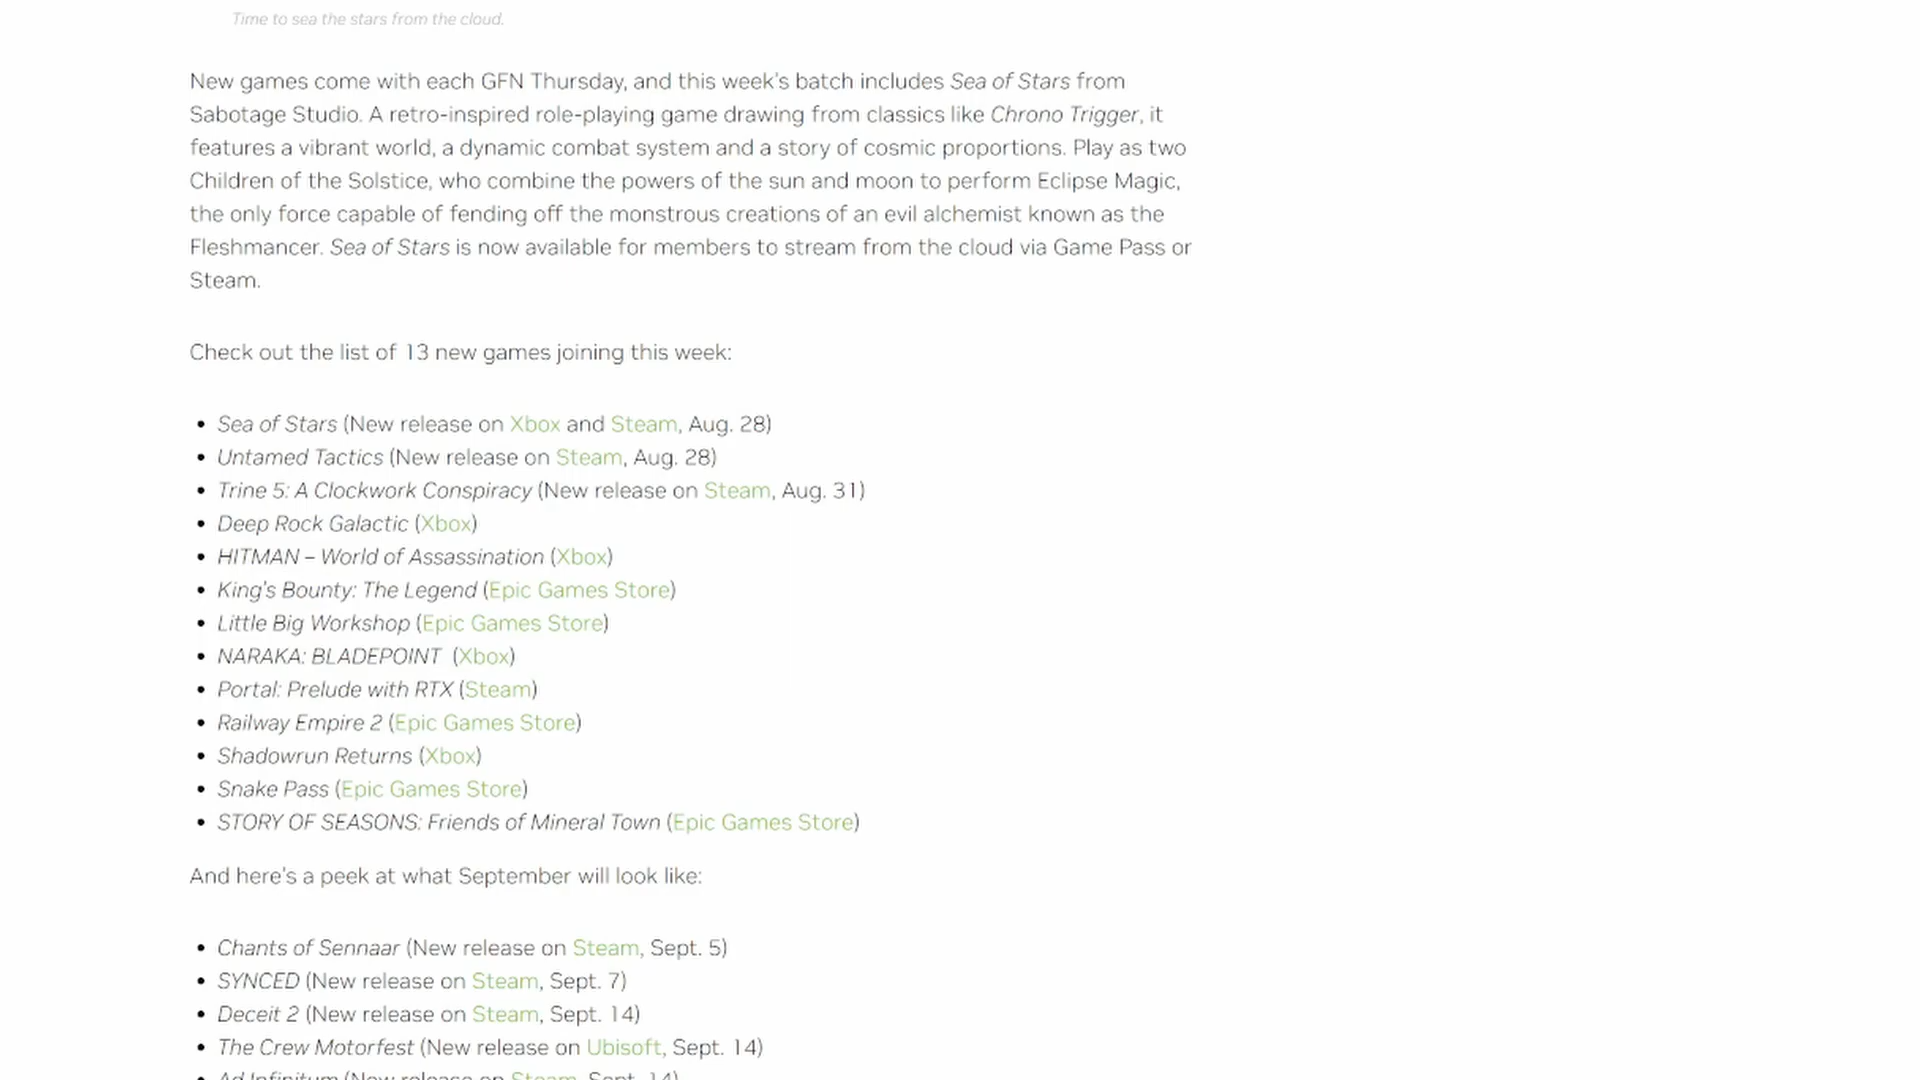 Time to sea the stars from the cloud.
New games come with each GFN Thursday, and this week's batch includes Sea of Stars from
Sabotage Studio. A retro-inspired role-playing game drawing from classics like Chrono Trigger, it
features a vibrant world, a dynamic combat system and a story of cosmic proportions. Play as two
Children of the Solstice, who combine the powers of the sun and moon to perform Eclipse Magic,
the only force capable of fending off the monstrous creations of an evil alchemist known as the
Fleshmancer. Sea of Stars is now available for members to stream from the cloud via Game Pass or
Steam.
Check out the list of 13 new games joining this week:
• Sea of Stars (New release on Xbox and Steam, Aug. 28)
• Untamed Tactics (New release on Steam, Aug. 28)
• Trine 5: A Clockwork Conspiracy (New release on Steam, Aug. 31)
• Deep Rock Galactic (Xbox)
• HITMAN – World of Assassination (Xbox)
• King's Bounty: The Legend (Epic Games Store)
• Little Big Workshop (Epic Games Store)
• NARAKA: BLADEPOINT (Xbox)
• Portal: Prelude with RTX (Steam)
• Railway Empire 2 (Epic Games Store)
• Shadowrun Returns (Xbox)
• Snake Pass (Epic Games Store)
• STORY OF SEASONS: Friends of Mineral Town (Epic Games Store)
And here's a peek at what September will look like:
• Chants of Sennaar (New release on Steam, Sept. 5)
• SYNCED (New release on Steam, Sept. 7)
• Deceit 2 (New release on Steam, Sept. 14)
• The Crew Motorfest (New release on Ubisoft, Sept. 14)
• Ad Infinitum (New release on Steam, Sept. 14)